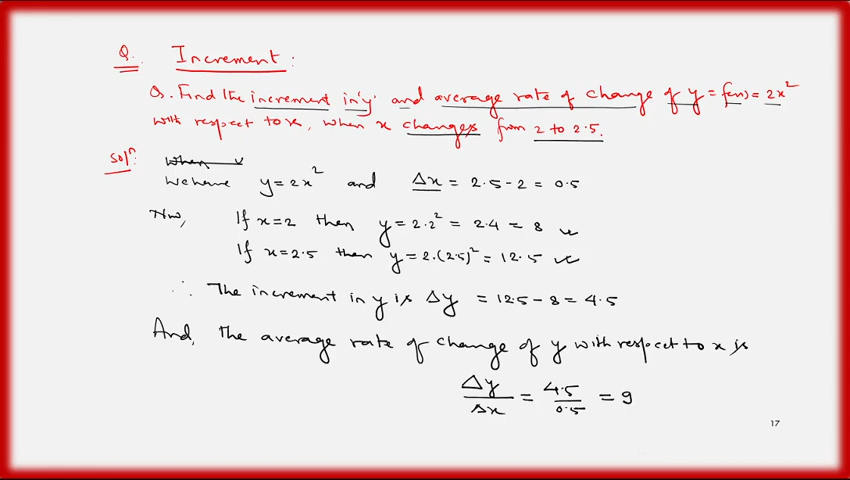 Q. Increment :
Q. Find the increment in 'y' and average rate of change of y = f(x) = 2x²
with respect to x, when x changes from 2 to 2.5.
Solⁿ: When
We have y = 2x² and Δx = 2.5 - 2 = 0.5
Now, If x = 2 then y = 2.2² = 2.4 = 8
If x = 2.5 then y = 2.(2.5)² = 12.5
∴ The increment in y is Δy = 12.5 - 8 = 4.5
And, the average rate of change of y with respect to x is
Δy/Δx = 4.5/0.5 = 9
17